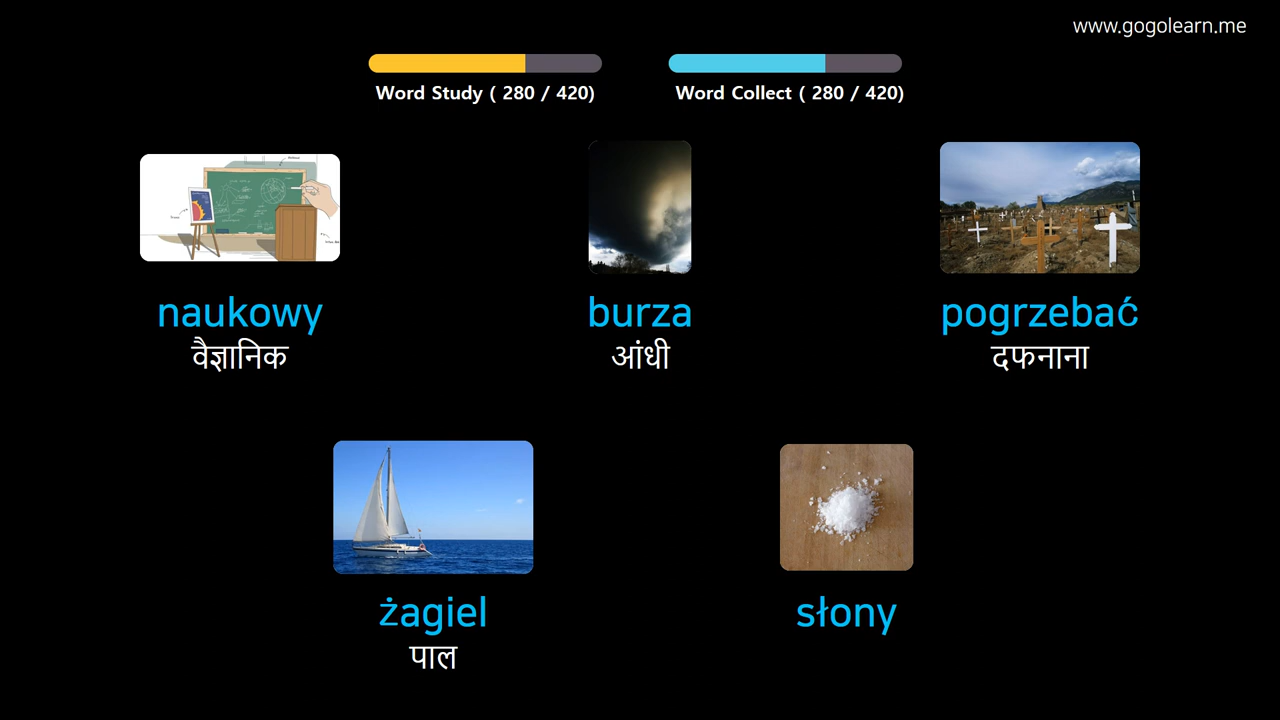 www.gogolearn.me
Word Study ( 280 / 420)
Word Collect ( 280 / 420)
naukowy
वैज्ञानिक
burza
आंधी
pogrzebać
दफनाना
żagiel
पाल
słony